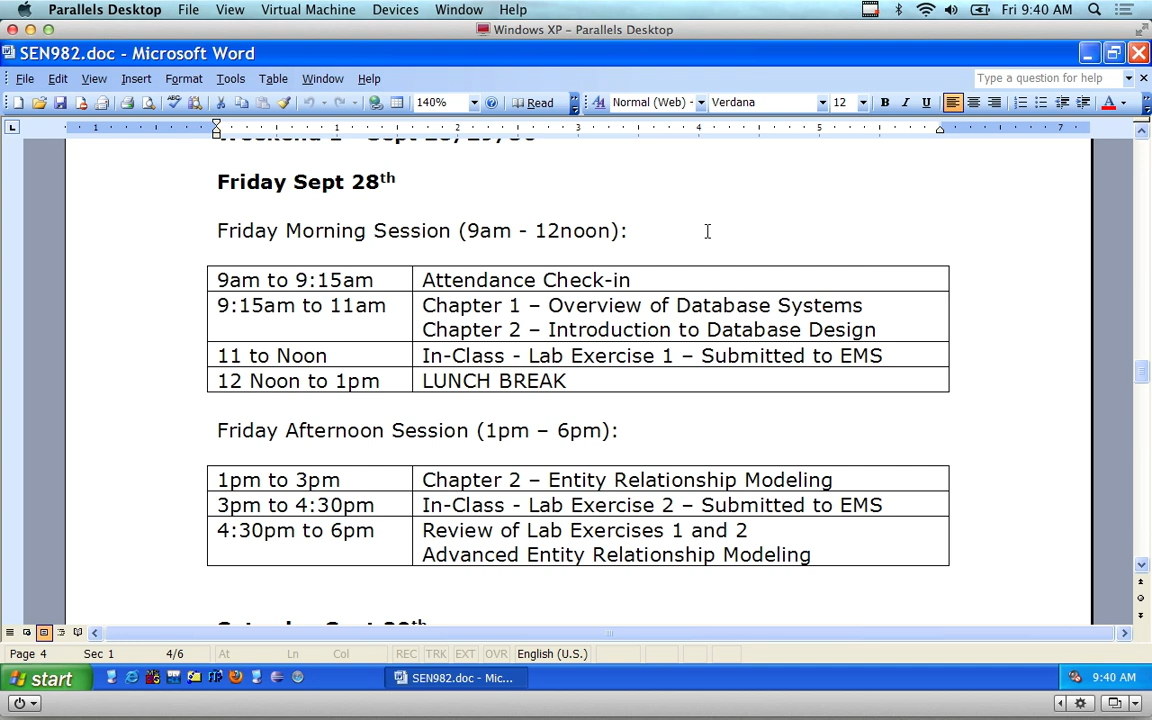 Parallels Desktop File View Virtual Machine Devices Window Help Fri 9:40 AM
Windows XP – Parallels Desktop
SEN982.doc - Microsoft Word
File Edit View Insert Format Tools Table Window Help Type a question for help
140% Read Normal (Web) - Verdana 12 B I U A
1 1 2 3 4 5 7
Friday Sept 28th
Friday Morning Session (9am - 12noon):
9am to 9:15am Attendance Check-in
9:15am to 11am Chapter 1 – Overview of Database Systems
Chapter 2 – Introduction to Database Design
11 to Noon In-Class - Lab Exercise 1 – Submitted to EMS
12 Noon to 1pm LUNCH BREAK
Friday Afternoon Session (1pm – 6pm):
1pm to 3pm Chapter 2 – Entity Relationship Modeling
3pm to 4:30pm In-Class - Lab Exercise 2 – Submitted to EMS
4:30pm to 6pm Review of Lab Exercises 1 and 2
Advanced Entity Relationship Modeling
Page 4 Sec 1 4/6 At Ln Col REC TRK EXT OVR English (U.S.)
start SEN982.doc - Mic... 9:40 AM